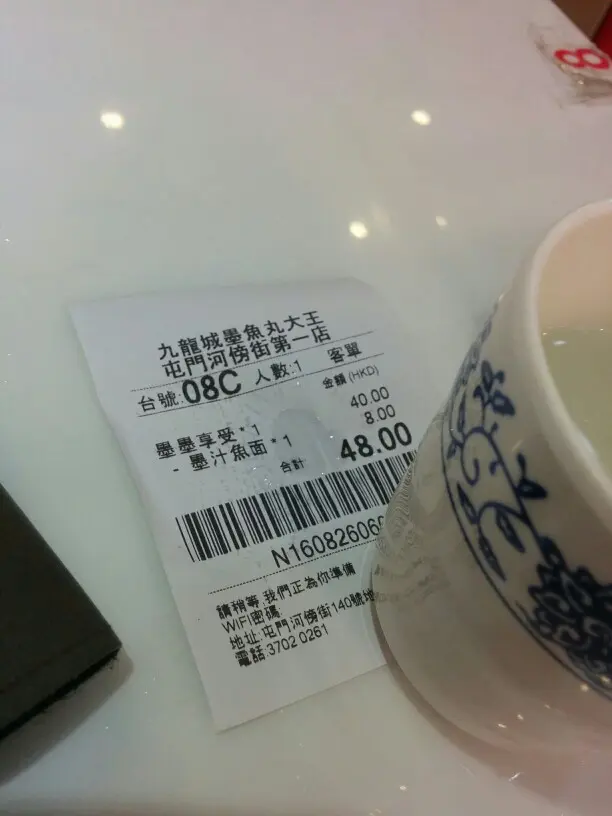 8
九龍城墨魚丸大王
屯門河傍街第一店
台號:08C 人數:1 客單
金額(HKD)
墨墨享受*1 40.00
- 墨汁魚面*1 8.00
合計 48.00
N16082606
請稍等,我們正為你準備
WIFI密碼:
地址:屯門河傍街140號地
電話:3702 0261